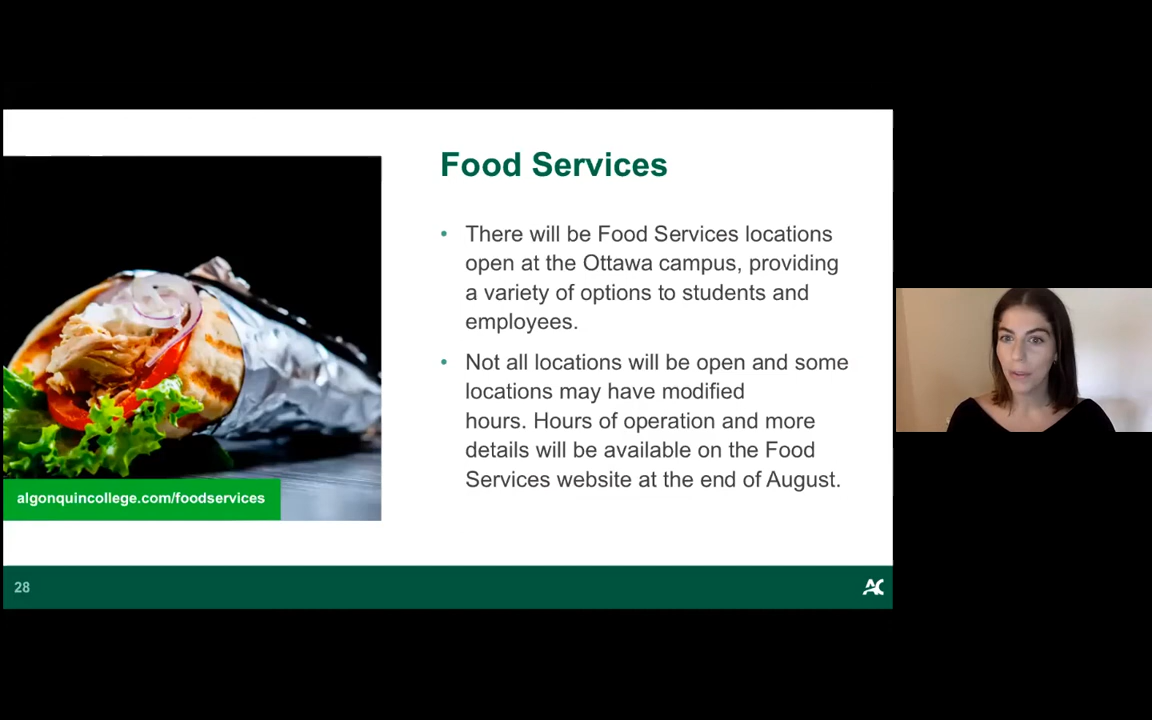 Food Services
• There will be Food Services locations
open at the Ottawa campus, providing
a variety of options to students and
employees.
• Not all locations will be open and some
locations may have modified
hours. Hours of operation and more
details will be available on the Food
Services website at the end of August.
algonquincollege.com/foodservices
28
AC